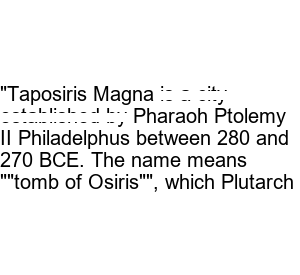 "Taposiris Magna is a city
established by Pharaoh Ptolemy
II Philadelphus between 280 and
270 BCE. The name means
""tomb of Osiris"", which Plutarch